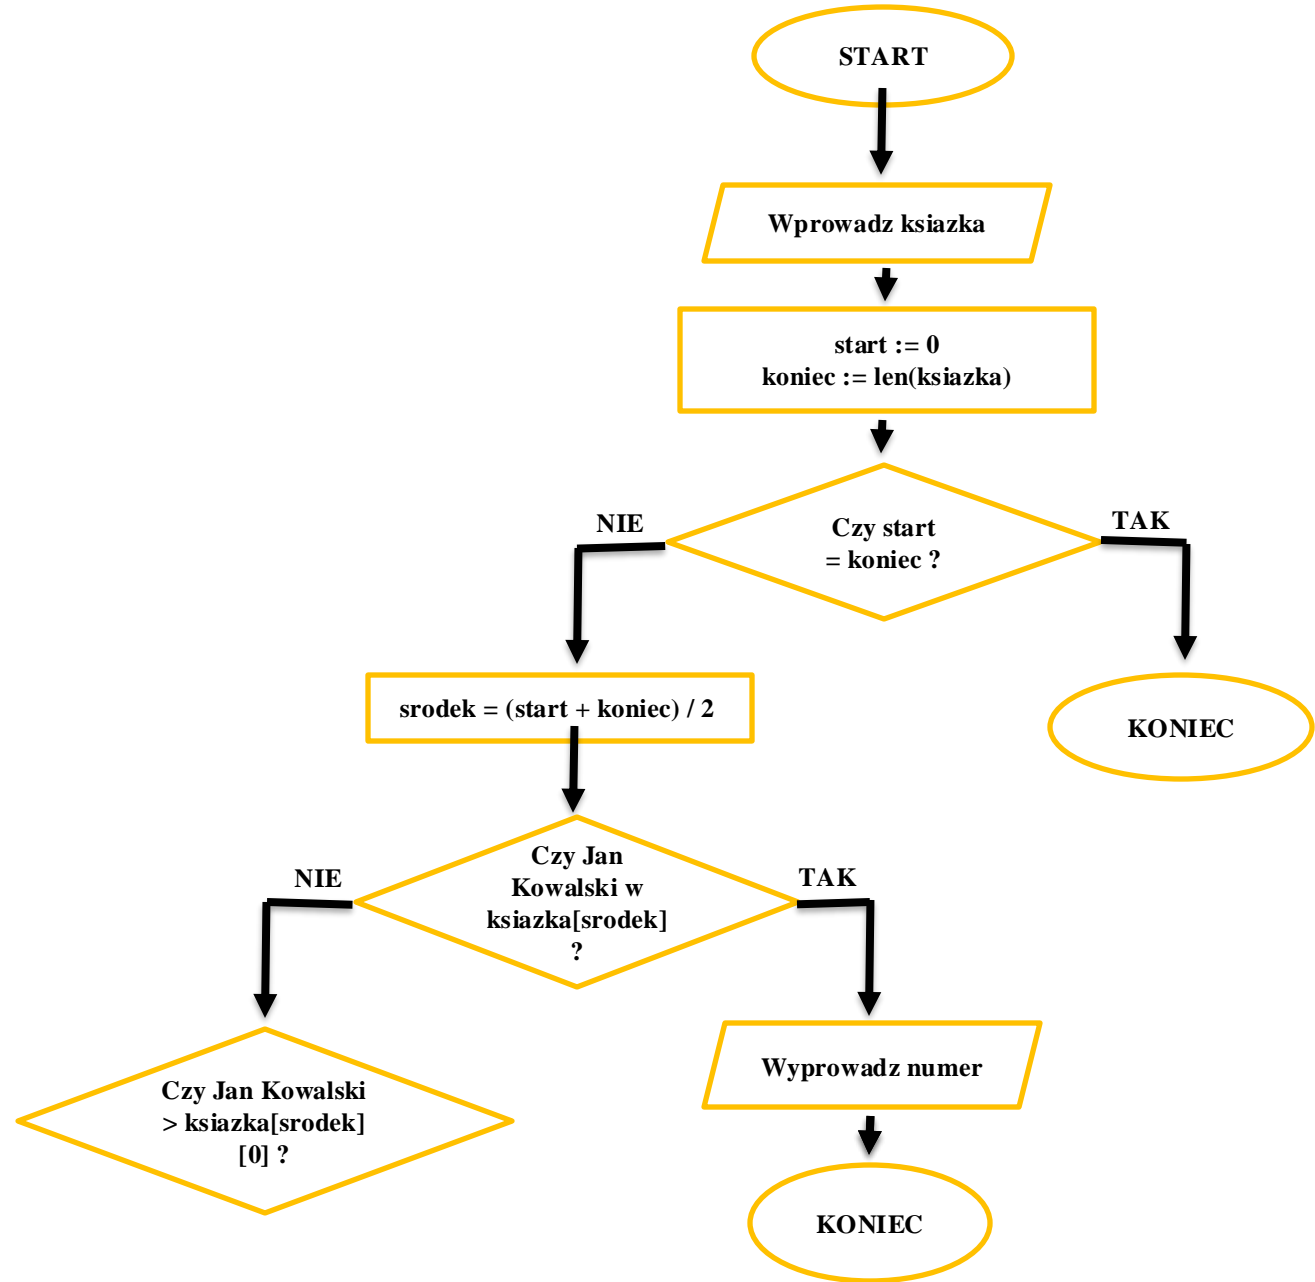 START
Wprowadz ksiazka
start := 0
koniec := len(ksiazka)
Czy start
= koniec ?
NIE
TAK
srodek = (start + koniec) / 2
KONIEC
Czy Jan
Kowalski w
ksiazka[srodek]
?
NIE
TAK
Czy Jan Kowalski
> ksiazka[srodek]
[0] ?
Wyprowadz numer
KONIEC